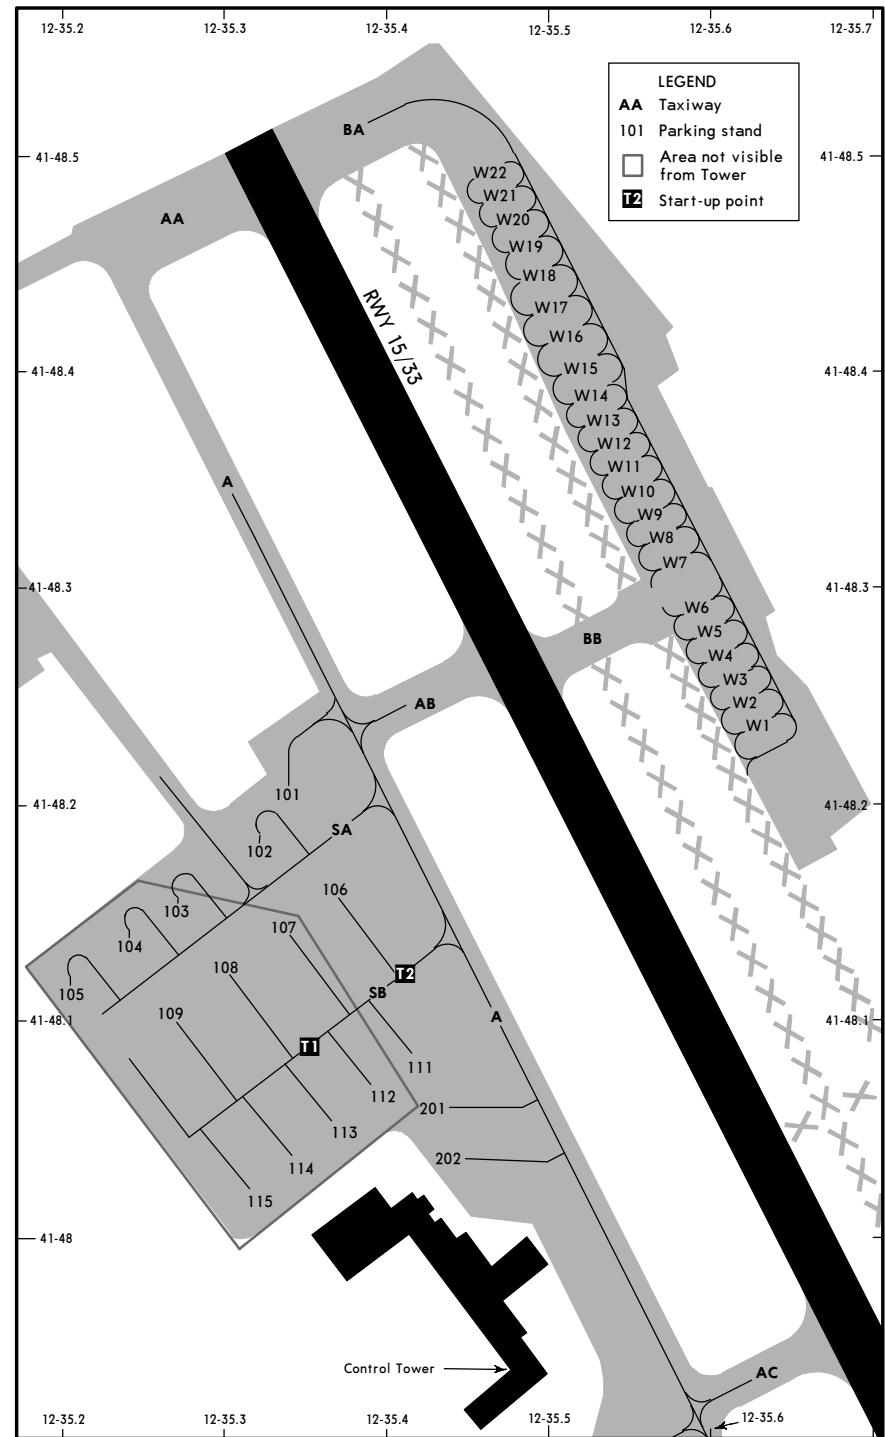 12-35.2 12-35.3 12-35.4 12-35.5 12-35.6 12-35.7
LEGEND
AA Taxiway
101 Parking stand
Area not visible
from Tower
T2 Start-up point
BA
41-48.5 41-48.5
W22
W21
AA
W20
W19
W18
W17
RWY 15/33
W16
41-48.4 41-48.4
W15
W14
W13
W12
W11
A
W10
W9
W8
W7
41-48.3 41-48.3
W6
W5
BB
W4
W3
AB
W2
W1
101
41-48.2 41-48.2
SA
102
106
103
107
104
108
T2
105
SB
109
A
41-48.1 41-48.1
T1
111
112
201
113
202
114
115
41-48
Control Tower
AC
12-35.2 12-35.3 12-35.4 12-35.5 12-35.6